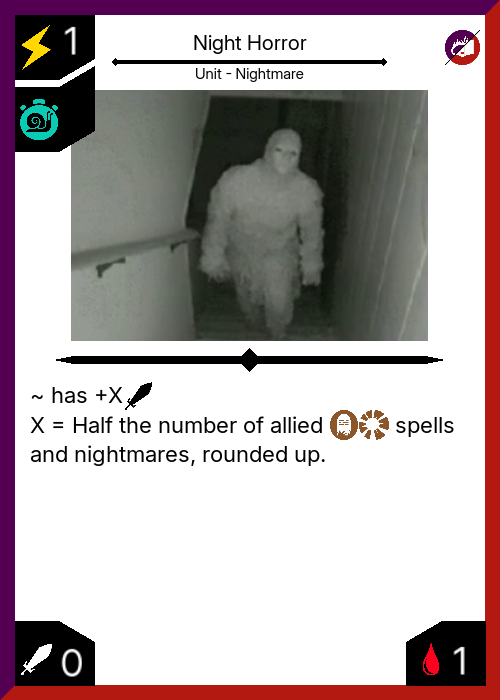 1
Night Horror
Unit - Nightmare
~ has +X
X = Half the number of allied spells
and nightmares, rounded up.
0
1